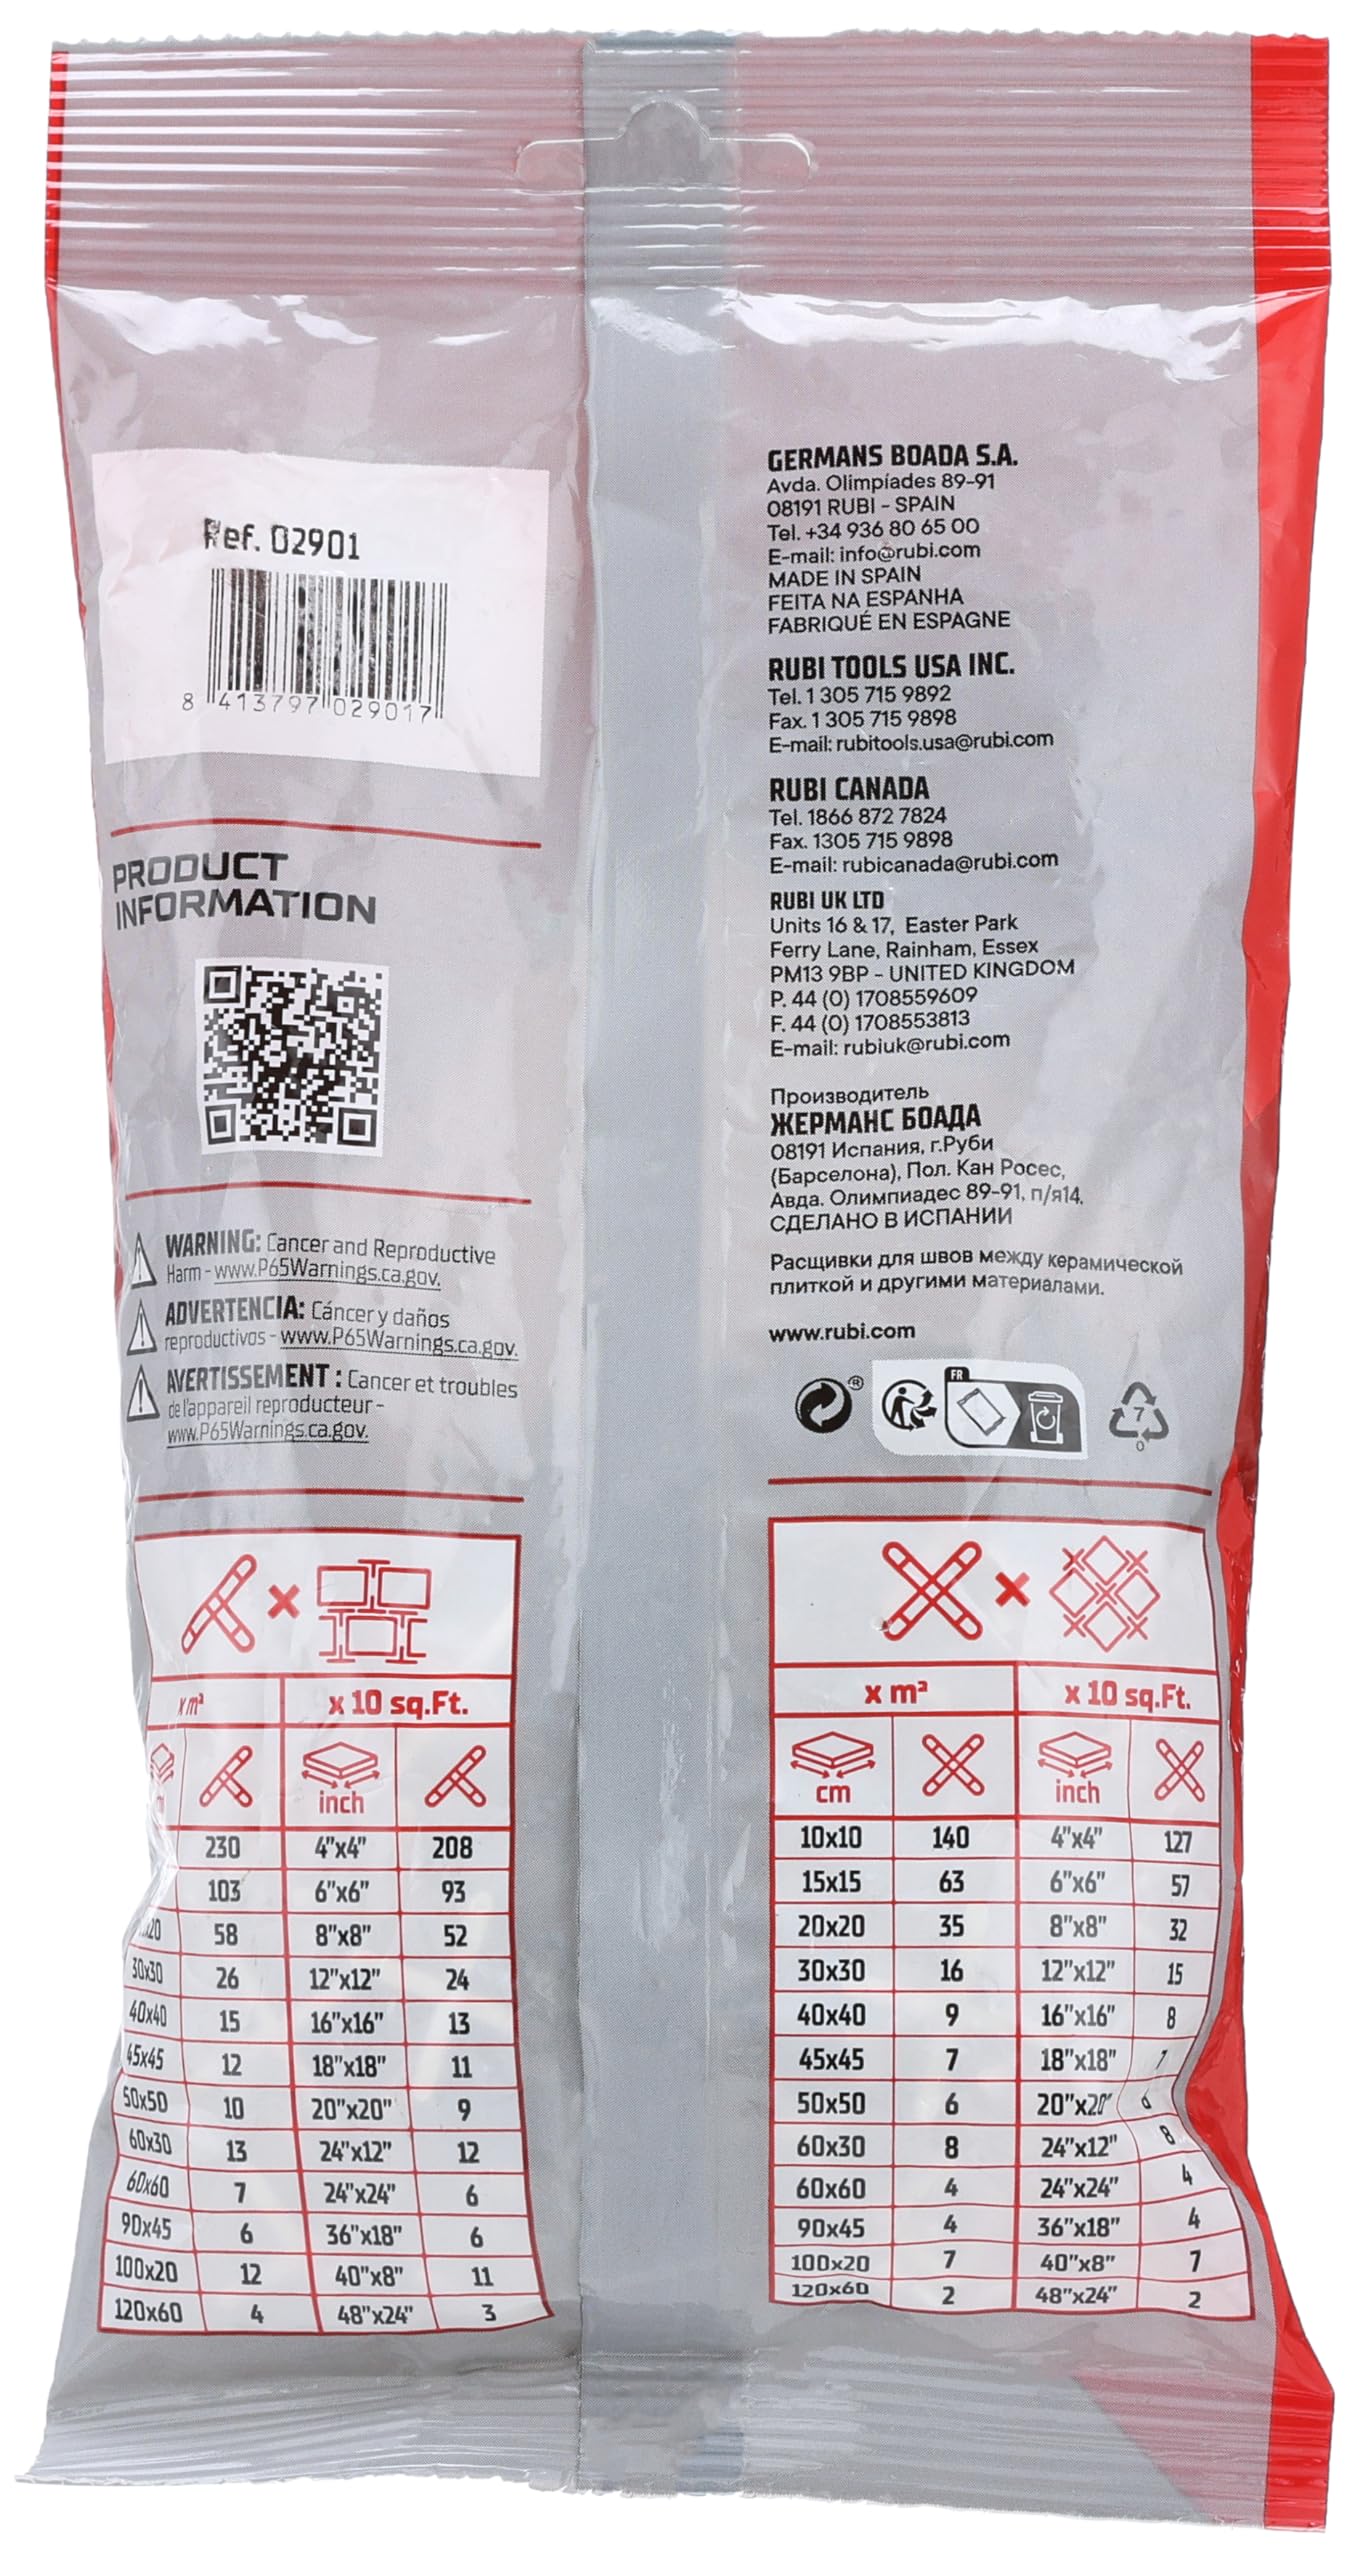 Ref. 02901
8 413797 029017
PRODUCT
INFORMATION
WARNING: Cancer and Reproductive
Harm - www.P65Warnings.ca.gov.
ADVERTENCIA: Cáncer y daños
reproductivos - www.P65Warnings.ca.gov.
AVERTISSEMENT : Cancer et troubles
de l'appareil reproducteur -
www.P65Warnings.ca.gov.
x m² x 10 sq.Ft.
inch
230 4"x4" 208
103 6"x6" 93
58 8"x8" 52
30x30 26 12"x12" 24
40x40 15 16"x16" 13
45x45 12 18"x18" 11
50x50 10 20"x20" 9
60x30 13 24"x12" 12
60x60 7 24"x24" 6
90x45 6 36"x18" 6
100x20 12 40"x8" 11
120x60 4 48"x24" 3
GERMANS BOADA S.A.
Avda. Olimpíades 89-91
08191 RUBI - SPAIN
Tel. +34 936 80 65 00
E-mail: info@rubi.com
MADE IN SPAIN
FEITA NA ESPANHA
FABRIQUÉ EN ESPAGNE
RUBI TOOLS USA INC.
Tel. 1 305 715 9892
Fax. 1 305 715 9898
E-mail: rubitools.usa@rubi.com
RUBI CANADA
Tel. 1866 872 7824
Fax. 1305 715 9898
E-mail: rubicanada@rubi.com
RUBI UK LTD
Units 16 & 17, Easter Park
Ferry Lane, Rainham, Essex
PM13 9BP - UNITED KINGDOM
P. 44 (0) 1708559609
F. 44 (0) 1708553813
E-mail: rubiuk@rubi.com
Производитель
ЖЕРМАНС БОАДА
08191 Испания, г.Руби
(Барселона), Пол. Кан Росес,
Авда. Олимпиадес 89-91, п/я14,
СДЕЛАНО В ИСПАНИИ
Расщивки для швов между керамической
плиткой и другими материалами.
www.rubi.com
®
FR
7
0
x m² x 10 sq.Ft.
cm inch
10x10 140 4"x4" 127
15x15 63 6"x6" 57
20x20 35 8"x8" 32
30x30 16 12"x12" 15
40x40 9 16"x16" 8
45x45 7 18"x18" 7
50x50 6 20"x20"
60x30 8 24"x12" 8
60x60 4 24"x24" 4
90x45 4 36"x18" 4
100x20 7 40"x8" 7
120x60 2 48"x24" 2